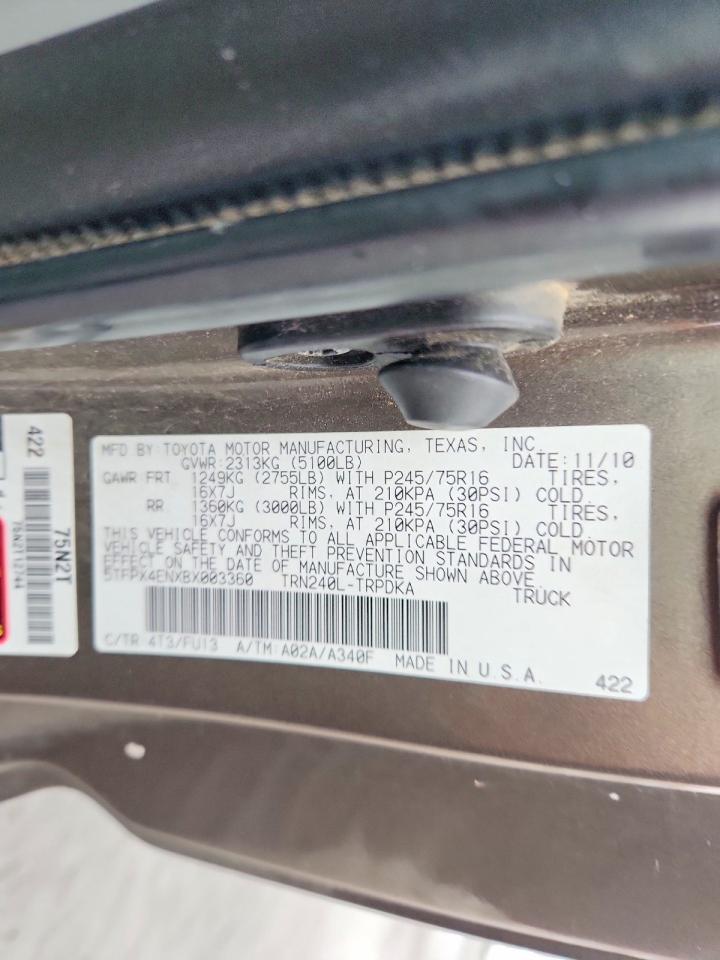 MFD BY: TOYOTA MOTOR MANUFACTURING, TEXAS, INC.
GVWR: 2313KG (5100LB) DATE: 11/10
GAWR FRT 1249KG (2755LB) WITH P245/75R16 TIRES,
16X7J RIMS, AT 210KPA (30PSI) COLD
RR 1360KG (3000LB) WITH P245/75R16 TIRES,
16X7J RIMS, AT 210KPA (30PSI) COLD
THIS VEHICLE CONFORMS TO ALL APPLICABLE FEDERAL MOTOR
VEHICLE SAFETY AND THEFT PREVENTION STANDARDS IN
EFFECT ON THE DATE OF MANUFACTURE SHOWN ABOVE.
5TFPX4ENXBX003360 TRN240L-TRPDKA TRUCK
C/TR 4T3/FU13 A/TM: A02A/A340F MADE IN U.S.A.
422
422
75N2T
75N2T12744